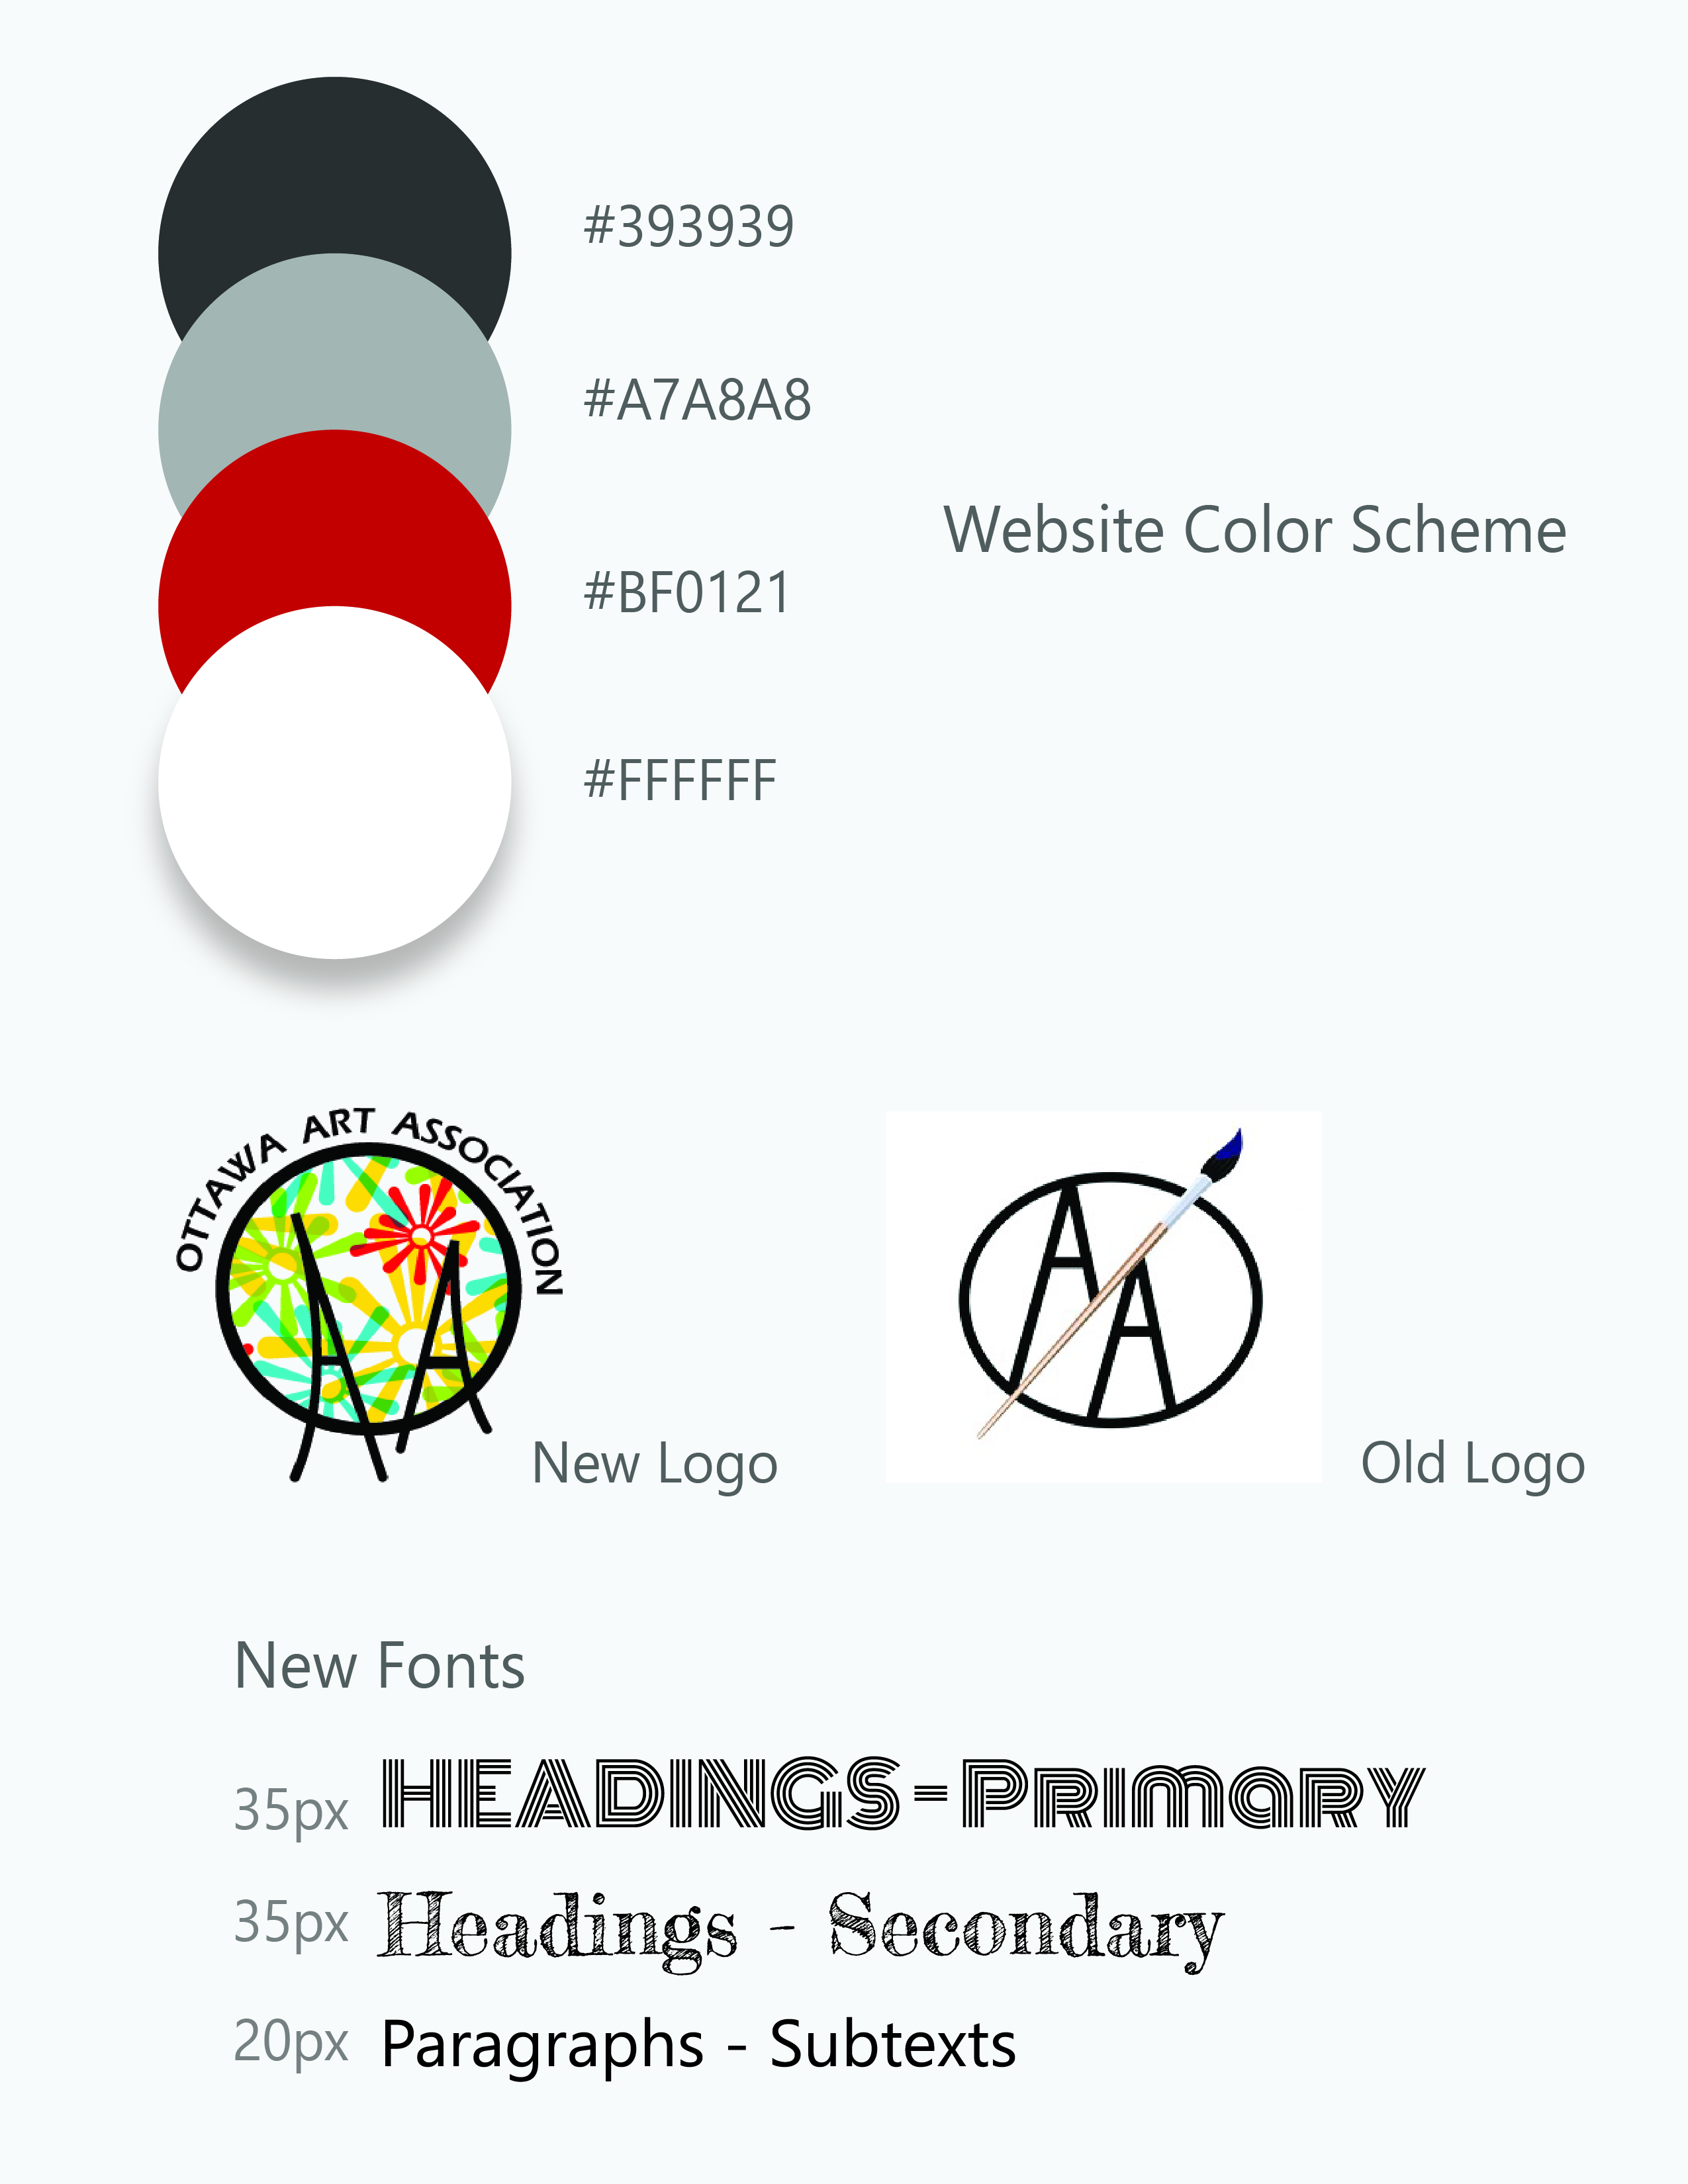 #393939
#A7A8A8
Website Color Scheme
#BF0121
#FFFFFF
OTTAWA ART ASSOCIATION
AA
New Logo
AA
Old Logo
New Fonts
35px HEADINGS - Primary
35px Headings - Secondary
20px Paragraphs - Subtexts